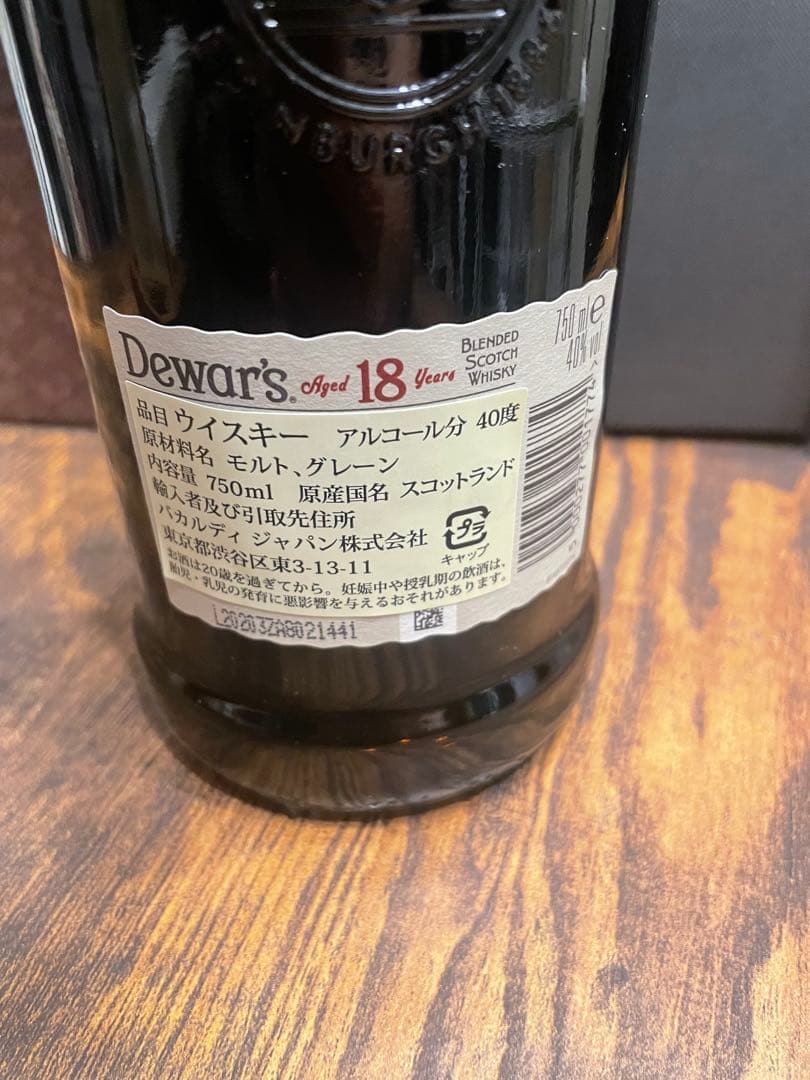 NBURGH 1893
Dewar's® Aged 18 Years
BLENDED
SCOTCH
WHISKY
750 ml e
40% vol
品目 ウイスキー アルコール分 40度
原材料名 モルト、グレーン
内容量 750ml 原産国名 スコットランド
輸入者及び引取先住所
バカルディ ジャパン株式会社
東京都渋谷区東3-13-11
プラ
キャップ
お酒は20歳を過ぎてから。妊娠中や授乳期の飲酒は、
胎児・乳児の発育に悪影響を与えるおそれがあります。
L20203ZA8021441